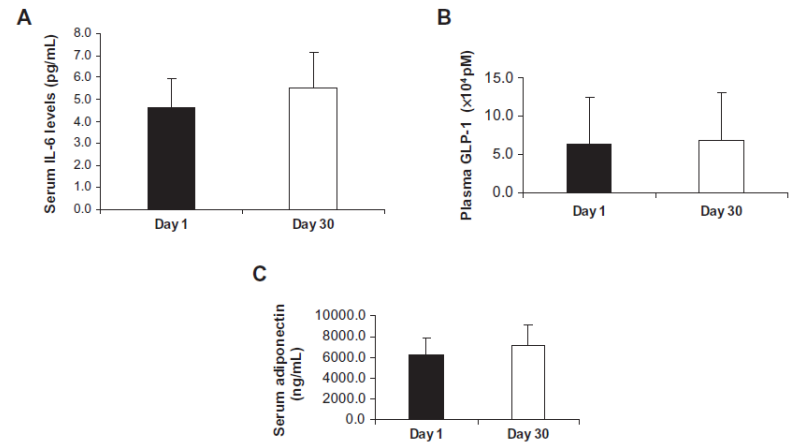 A
Serum IL-6 levels (pg/mL)
8.0
7.0
6.0
5.0
4.0
3.0
2.0
1.0
0.0
Day 1
Day 30
B
Plasma GLP-1 (×10⁴pM)
15.0
10.0
5.0
0.0
Day 1
Day 30
C
Serum adiponectin
(ng/mL)
10000.0
8000.0
6000.0
4000.0
2000.0
0.0
Day 1
Day 30